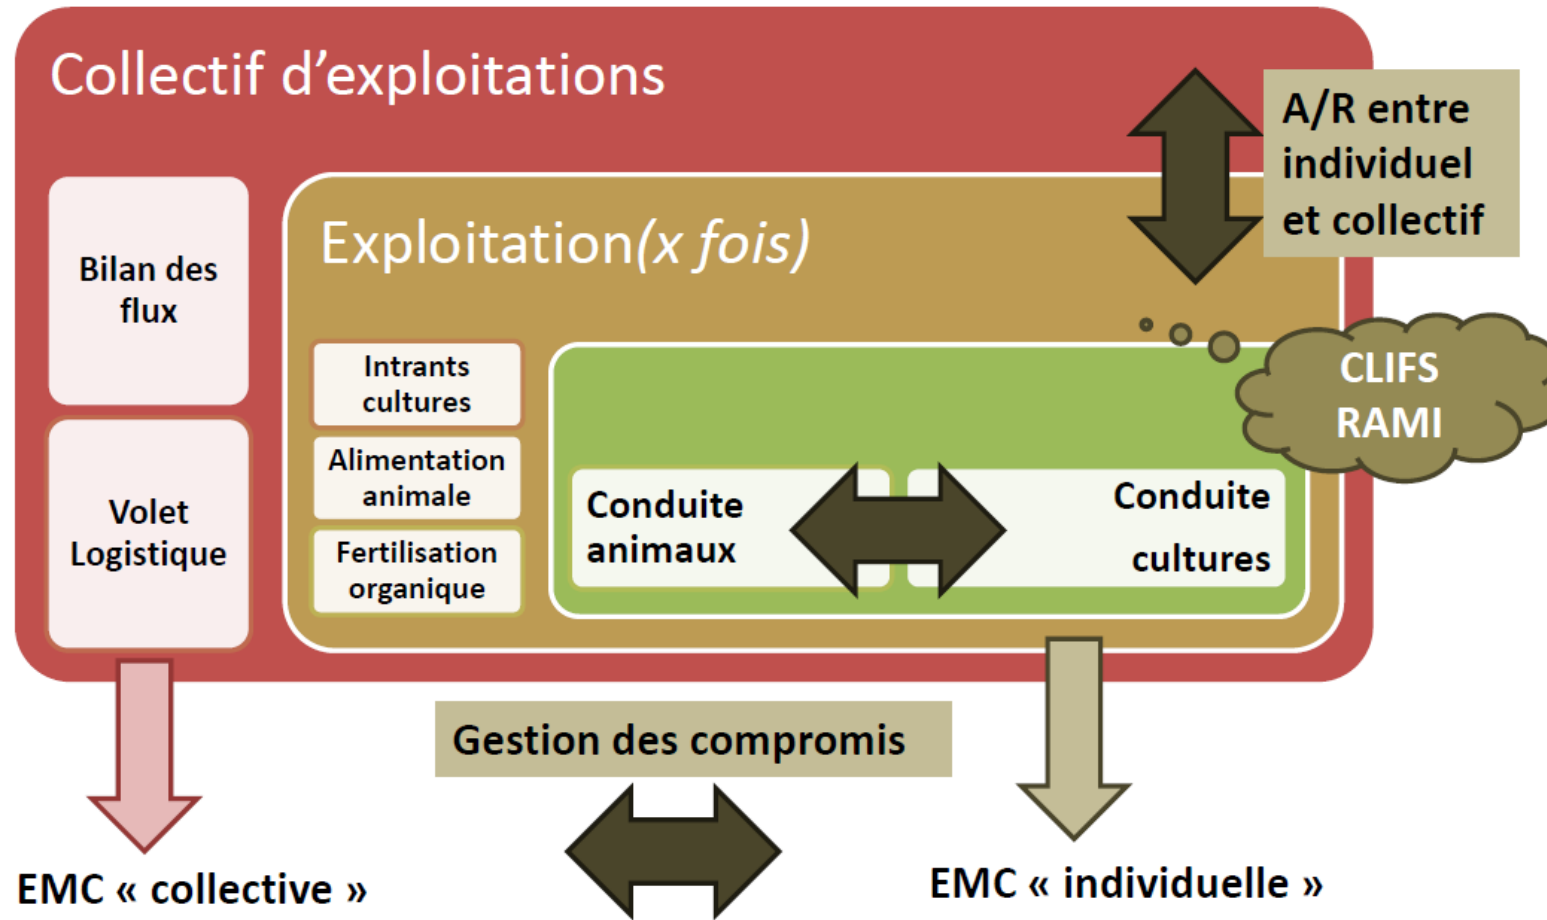 Collectif d’exploitations
A/R entre
individuel
et collectif
Bilan des
flux
Exploitation(x fois)
Intrants
cultures
CLIFS
RAMI
Alimentation
animale
Volet
Logistique
Conduite
animaux
Conduite
cultures
Fertilisation
organique
Gestion des compromis
EMC « collective »
EMC « individuelle »